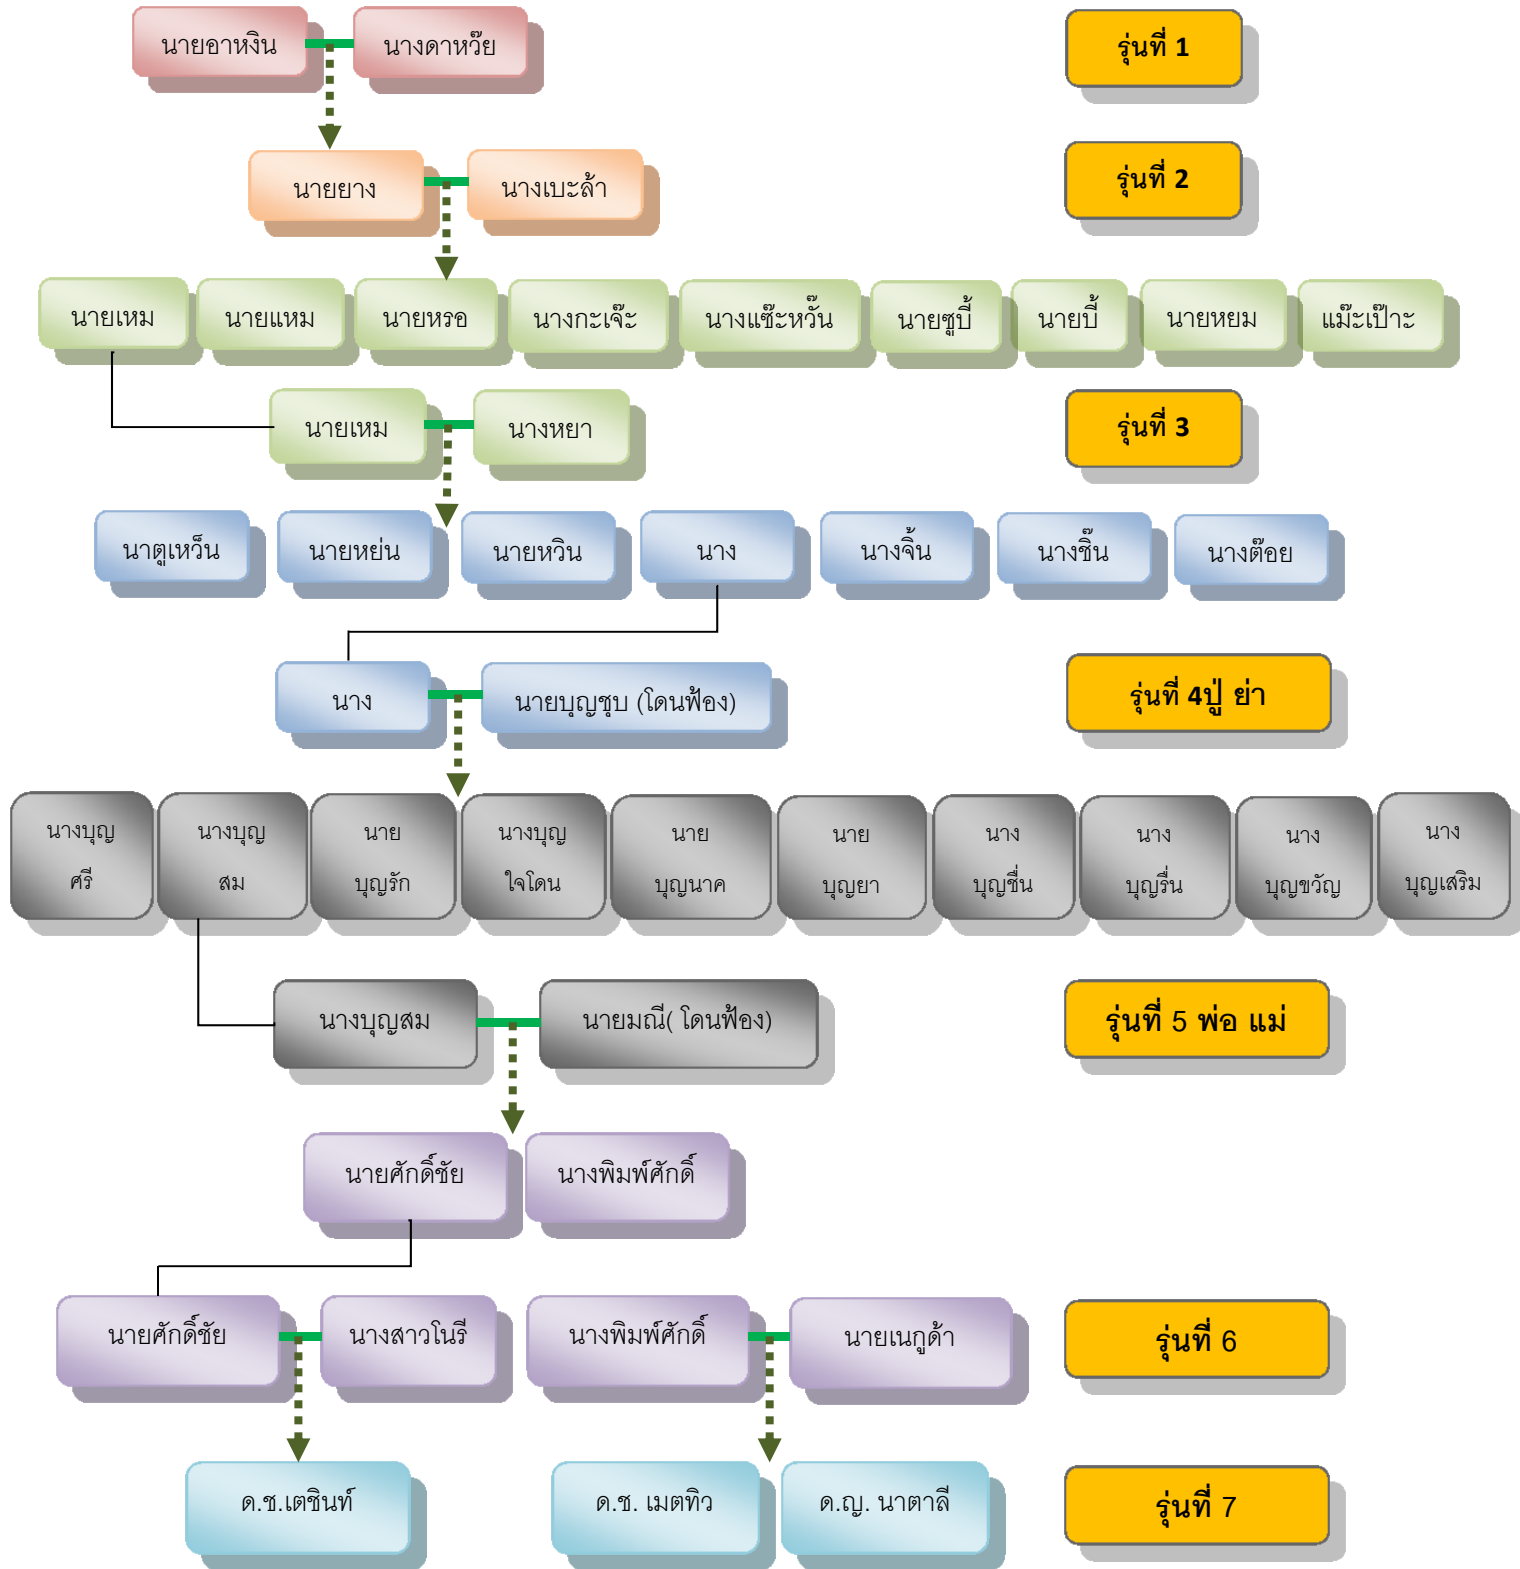 นายอาหงิน
นางดาหว๊ย
รุ่นที่ 1
นายยาง
นางเบะล้า
รุ่นที่ 2
นายเหม
นายแหม
นายหรอ
นางกะเจ๊ะ
นางแซ๊ะหวั๊น
นายซูบี้
นายบี้
นายหยม
แม๊ะเป๊าะ
นายเหม
นางหยา
รุ่นที่ 3
นาตูเหว็น
นายหย่น
นายหวิน
นาง
นางจิ้น
นางชิ๊น
นางต๊อย
นาง
นายบุญชุบ (โดนฟ้อง)
รุ่นที่ 4ปู่ ย่า
นางบุญ
ศรี
นางบุญ
สม
นาย
บุญรัก
นางบุญ
ใจโดน
นาย
บุญนาค
นาย
บุญยา
นาง
บุญชื่น
นาง
บุญรื่น
นาง
บุญขวัญ
นาง
บุญเสริม
นางบุญสม
นายมณี( โดนฟ้อง)
รุ่นที่ 5 พ่อ แม่
นายศักดิ์ชัย
นางพิมพ์ศักดิ์
นายศักดิ์ชัย
นางสาวโนรี
นางพิมพ์ศักดิ์
นายเนกูด้า
รุ่นที่ 6
ด.ช.เตชินท์
ด.ช. เมตทิว
ด.ญ. นาตาลี
รุ่นที่ 7